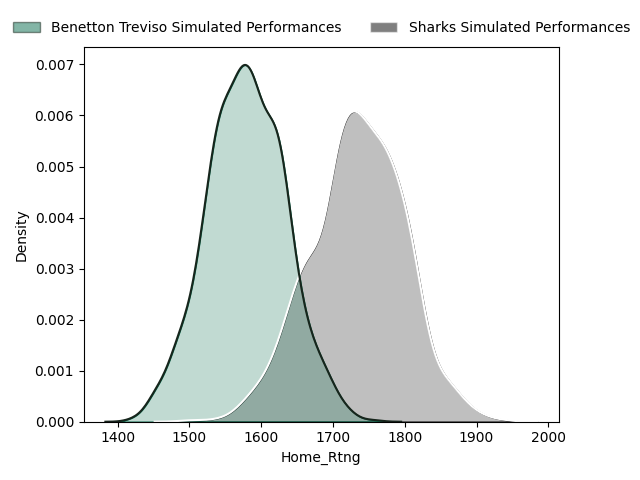 Benetton Treviso Simulated Performances Sharks Simulated Performances
0.007
0.006
0.005
0.004
0.003
0.002
0.001
0.000
Density
1400 1500 1600 1700 1800 1900 2000
Home_Rtng